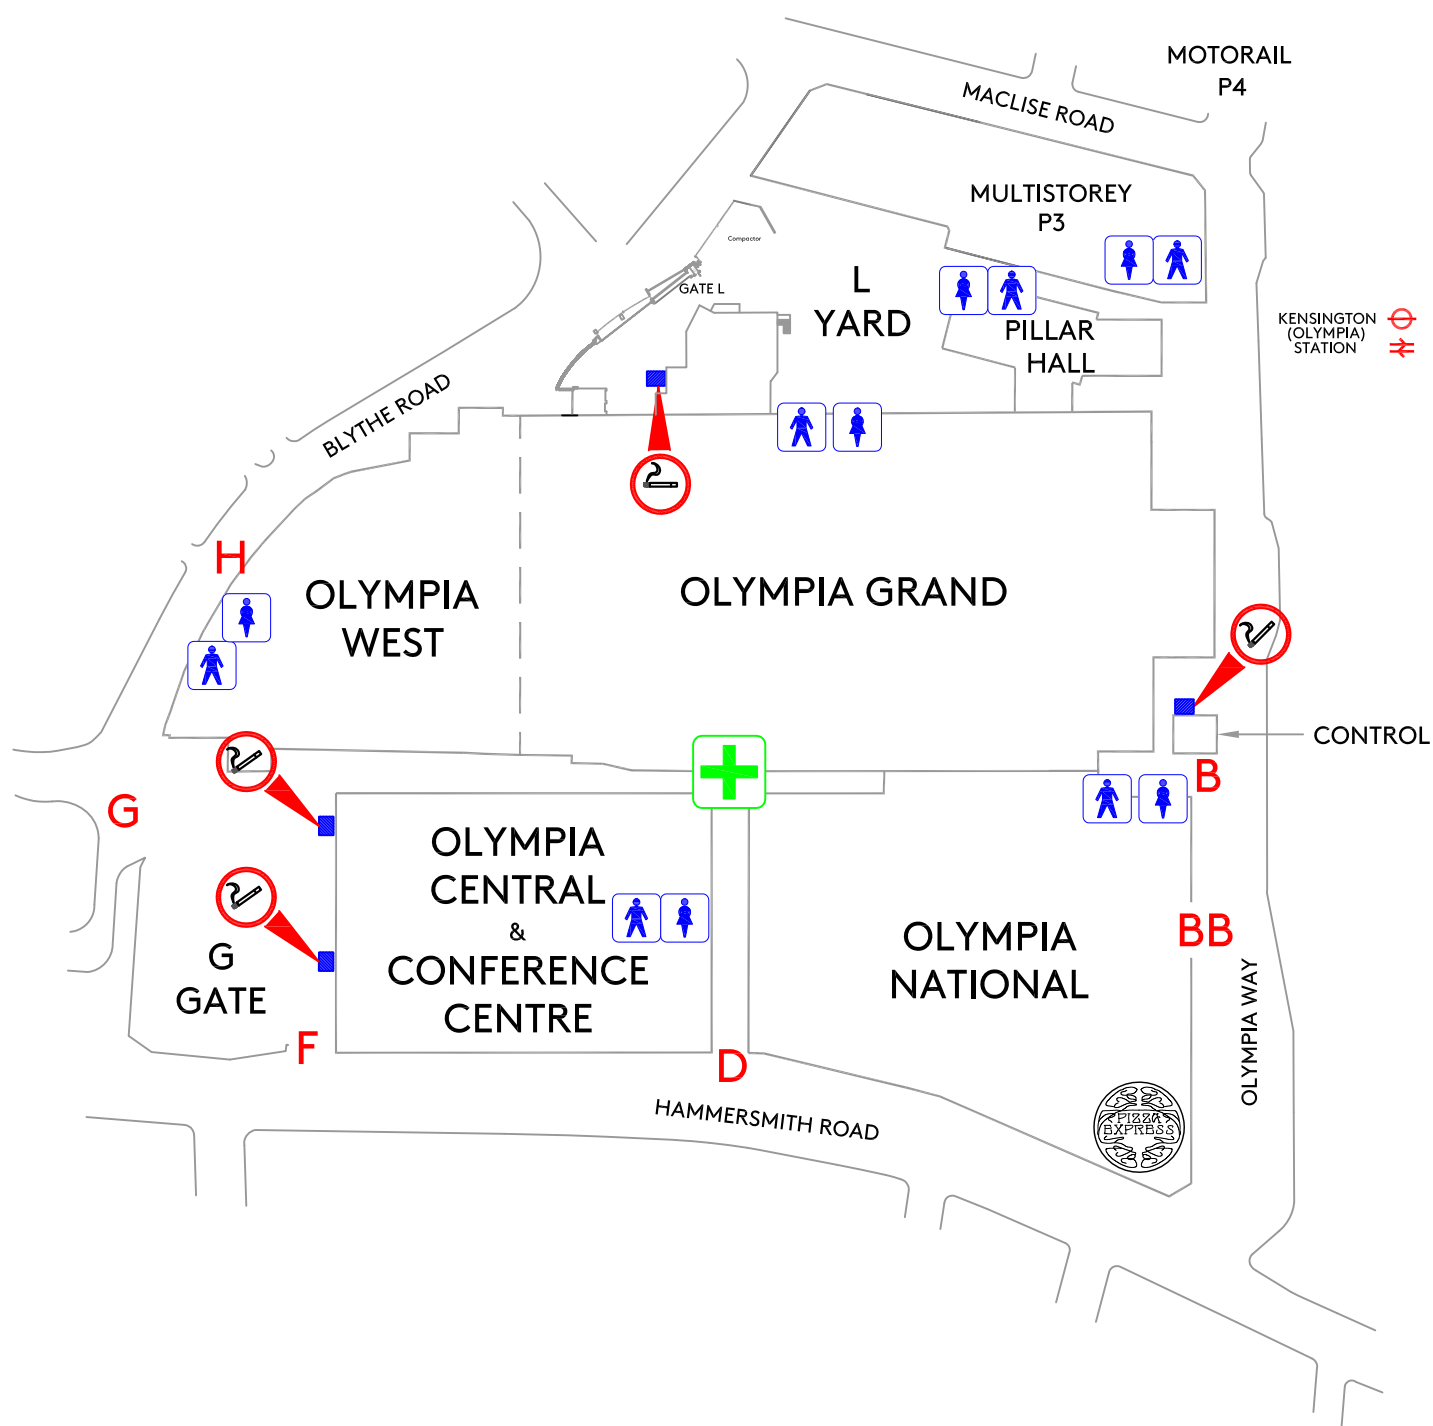 MOTORAIL
P4
MACLISE ROAD
MULTISTOREY
P3
Compactor
GATE L
L
YARD
PILLAR
HALL
KENSINGTON
(OLYMPIA)
STATION
BLYTHE ROAD
H
OLYMPIA
WEST
OLYMPIA GRAND
CONTROL
B
G
OLYMPIA
CENTRAL
&
CONFERENCE
CENTRE
G
GATE
F
D
OLYMPIA
NATIONAL
BB
OLYMPIA WAY
HAMMERSMITH ROAD
PIZZA
EXPRESS